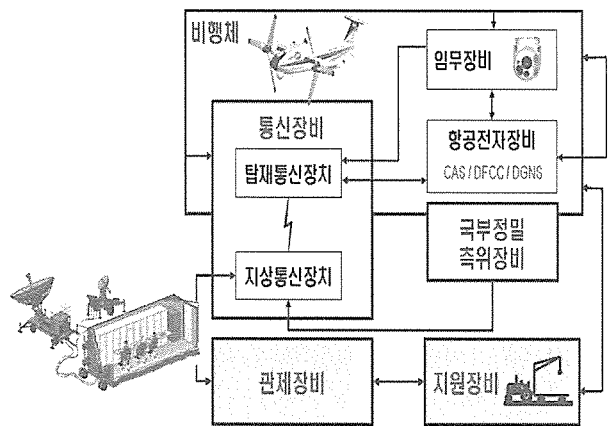 비행체
임무장비
통신장비
항공전자장비
CAS/DFCC/DGNS
탑재통신장치
국부정밀
측위장비
지상통신장치
관제장비
지원장비